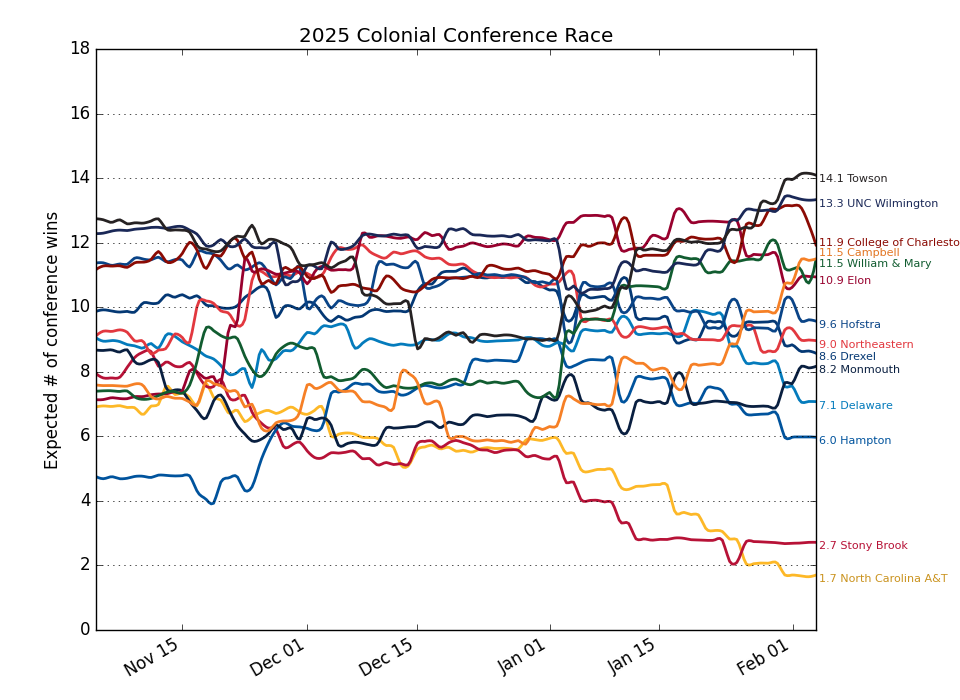 2025 Colonial Conference Race
Expected # of conference wins
18
16
14
12
10
8
6
4
2
0
Nov 15
Dec 01
Dec 15
Jan 01
Jan 15
Feb 01
14.1 Towson
13.3 UNC Wilmington
11.9 College of Charlesto
11.5 Campbell
11.5 William & Mary
10.9 Elon
9.6 Hofstra
9.0 Northeastern
8.6 Drexel
8.2 Monmouth
7.1 Delaware
6.0 Hampton
2.7 Stony Brook
1.7 North Carolina A&T